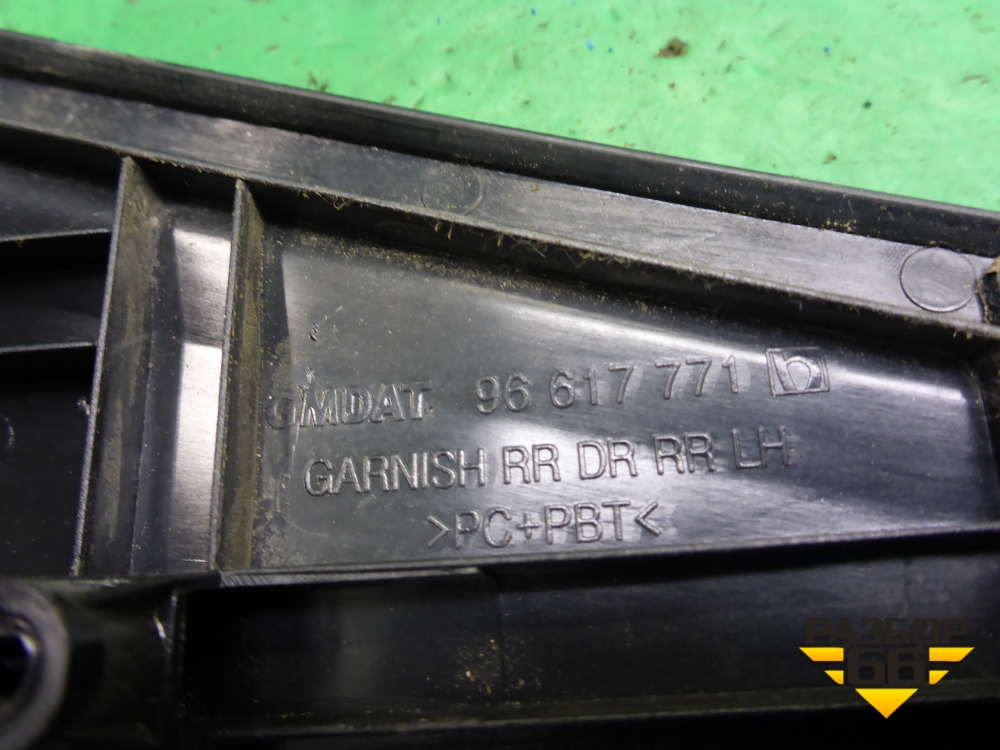 GMDAT 96 617 771
GARNISH RR DR RR LH
>PC+PBT<
РАЗБОР
66